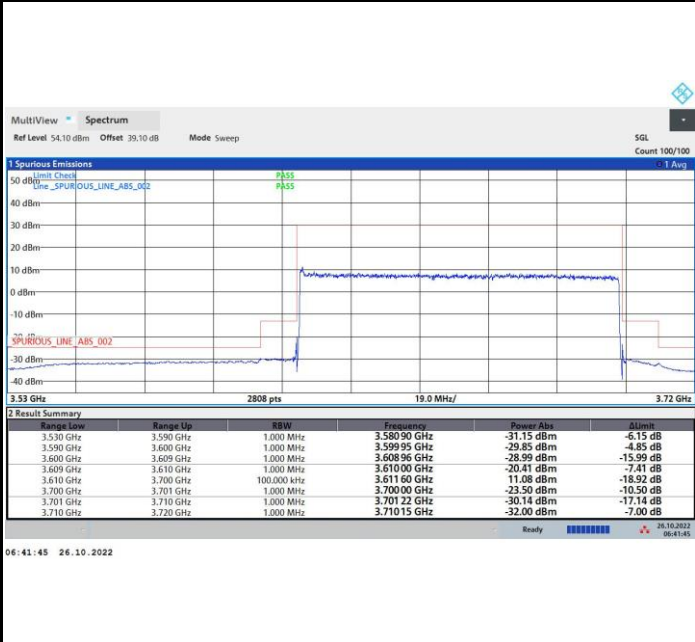 MultiView Spectrum
Ref Level 54.10 dBm Offset 39.10 dB Mode Sweep SGL
Count 100/100
1 Spurious Emissions 1 Avg
50 dBm Limit Check PASS
Line _SPURIOUS_LINE_ABS_002 PASS
40 dBm
30 dBm
20 dBm
10 dBm
0 dBm
-10 dBm
-20 dBm
SPURIOUS_LINE_ABS_002
-30 dBm
-40 dBm
3.53 GHz 2808 pts 19.0 MHz/ 3.72 GHz
2 Result Summary
Range Low Range Up RBW Frequency Power Abs ΔLimit
3.530 GHz 3.590 GHz 1.000 MHz 3.58090 GHz -31.15 dBm -6.15 dB
3.590 GHz 3.600 GHz 1.000 MHz 3.59995 GHz -29.85 dBm -4.85 dB
3.600 GHz 3.609 GHz 1.000 MHz 3.60896 GHz -28.99 dBm -15.99 dB
3.609 GHz 3.610 GHz 1.000 MHz 3.61000 GHz -20.41 dBm -7.41 dB
3.610 GHz 3.700 GHz 100.000 kHz 3.61160 GHz 11.08 dBm -18.92 dB
3.700 GHz 3.701 GHz 1.000 MHz 3.70000 GHz -23.50 dBm -10.50 dB
3.701 GHz 3.710 GHz 1.000 MHz 3.70122 GHz -30.14 dBm -17.14 dB
3.710 GHz 3.720 GHz 1.000 MHz 3.71015 GHz -32.00 dBm -7.00 dB
Ready 26.10.2022
06:41:45
06:41:45 26.10.2022